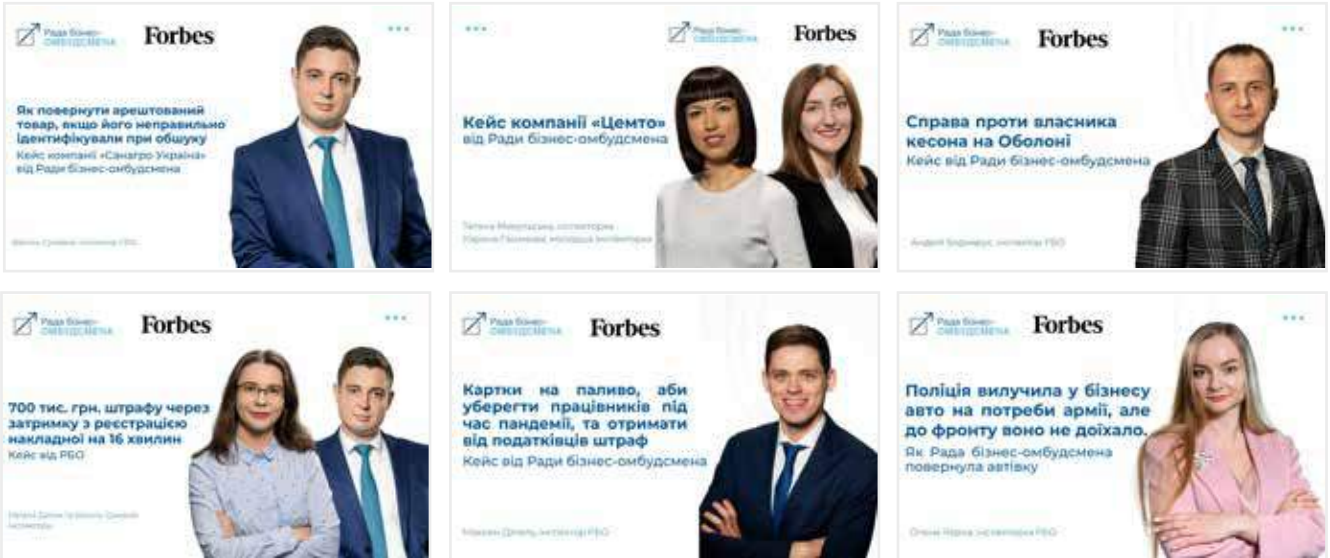 Рада бізнес-
ОМБУДСМЕНА
Forbes
Як повернути арештований
товар, якщо його неправильно
ідентифікували при обшуку
Кейс компанії «Санагро Україна»
від Ради бізнес-омбудсмена
Рада бізнес-
ОМБУДСМЕНА
Forbes
Кейс компанії «Цемто»
від Ради бізнес-омбудсмена
Рада бізнес-
ОМБУДСМЕНА
Forbes
Справа проти власника
кесона на Оболоні
Кейс від Ради бізнес-омбудсмена
Рада бізнес-
ОМБУДСМЕНА
Forbes
700 тис. грн, штрафу через
затримку з реєстрацією
накладної на 16 хвилин
Кейс від РБО
Рада бізнес-
ОМБУДСМЕНА
Forbes
Картки на паливо, аби
уберегти працівників під
час пандемії, та отримати
від податківців штраф
Кейс від Ради бізнес-омбудсмена
Рада бізнес-
ОМБУДСМЕНА
Forbes
Поліція вилучила у бізнесу
авто на потреби армії, але
до фронту воно не доїхало.
Як Рада бізнес-омбудсмена
повернула автівку